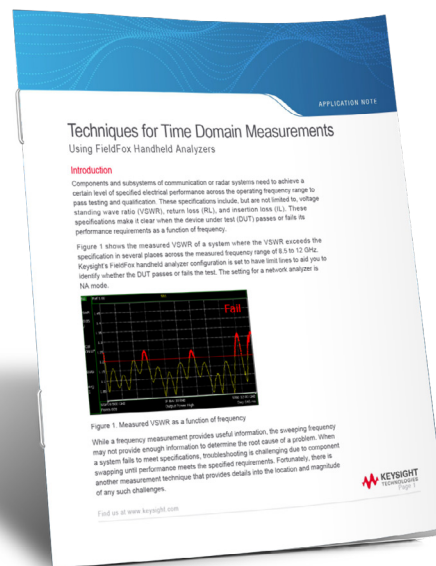 APPLICATION NOTE
Techniques for Time Domain Measurements
Using FieldFox Handheld Analyzers
Introduction
Components and subsystems of communication or radar systems need to achieve a
certain level of specified electrical performance across the operating frequency range to
pass testing and qualification. These specifications include, but are not limited to, voltage
standing wave ratio (VSWR), return loss (RL), and insertion loss (IL). These
specifications make it clear when the device under test (DUT) passes or fails its
performance requirements as a function of frequency.
Figure 1 shows the measured VSWR of a system where the VSWR exceeds the
specification in several places across the measured frequency range of 8.5 to 12 GHz.
Keysight's FieldFox handheld analyzer configuration is set to have limit lines to aid you to
identify whether the DUT passes or fails the test. The setting for a network analyzer is
NA mode.
Fail
Figure 1. Measured VSWR as a function of frequency
While a frequency measurement provides useful information, the sweeping frequency
may not provide enough information to determine the root cause of a problem. When
a system fails to meet specifications, troubleshooting is challenging due to component
swapping until performance meets the specified requirements. Fortunately, there is
another measurement technique that provides details into the location and magnitude
of any such challenges.
KEYSIGHT
TECHNOLOGIES
Page 1
Find us at www.keysight.com